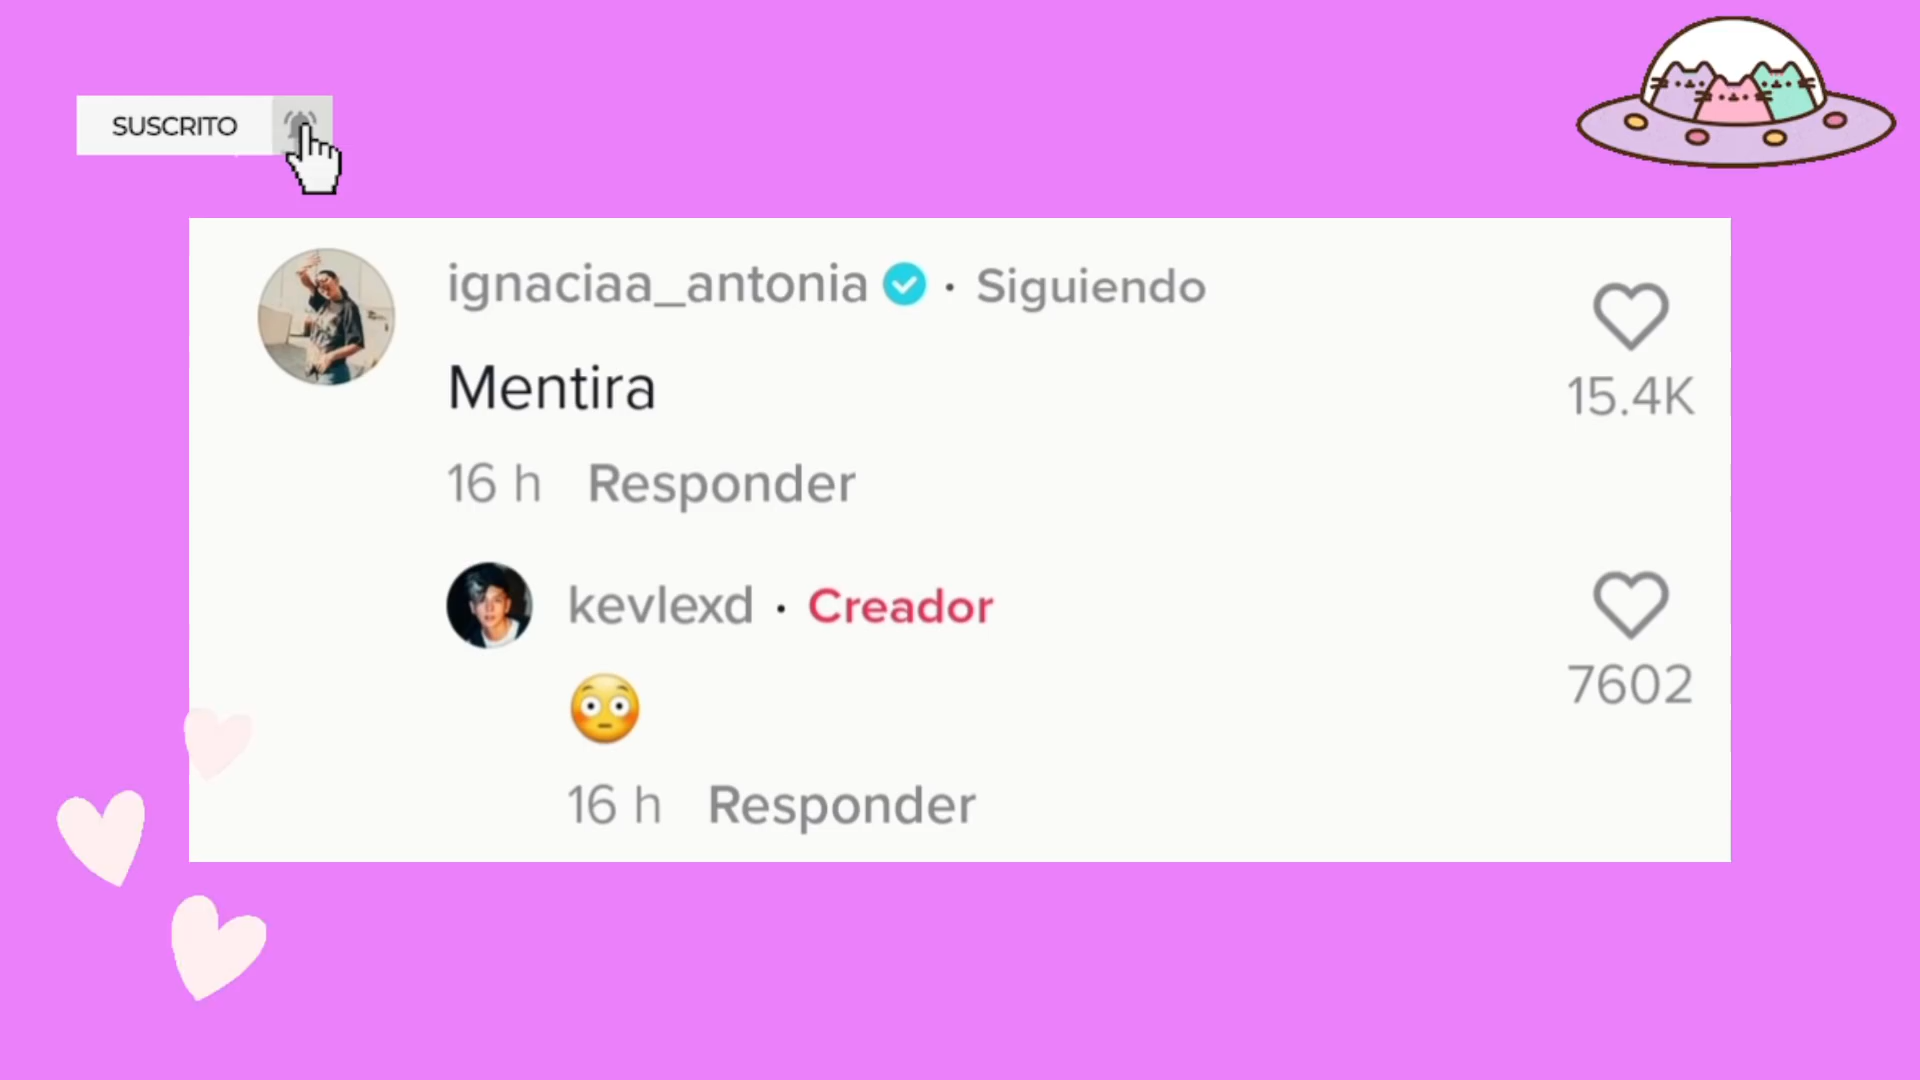 SUSCRITO
ignaciaa_antonia · Siguiendo
Mentira
15.4K
16 h Responder
kevlexd · Creador
😳
7602
16 h Responder